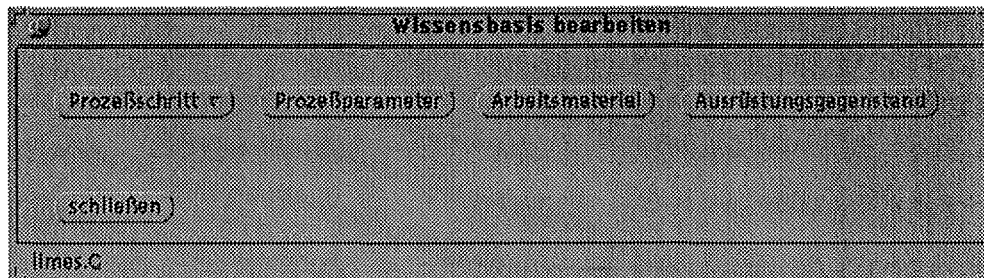 Wissensbasis bearbeiten
Prozeßschritt Prozeßparameter Arbeitsmaterial Ausrüstungsgegenstand
schließen
limes.C